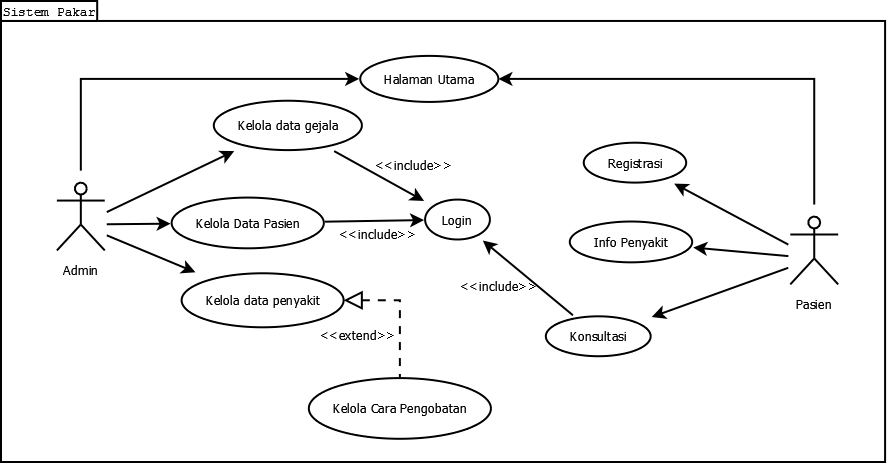 Sistem Pakar
Halaman Utama
Kelola data gejala
<<include>>
Registrasi
Login
Kelola Data Pasien
<<include>>
Info Penyakit
Admin
Kelola data penyakit
<<include>>
Pasien
<<extend>>
Konsultasi
Kelola Cara Pengobatan